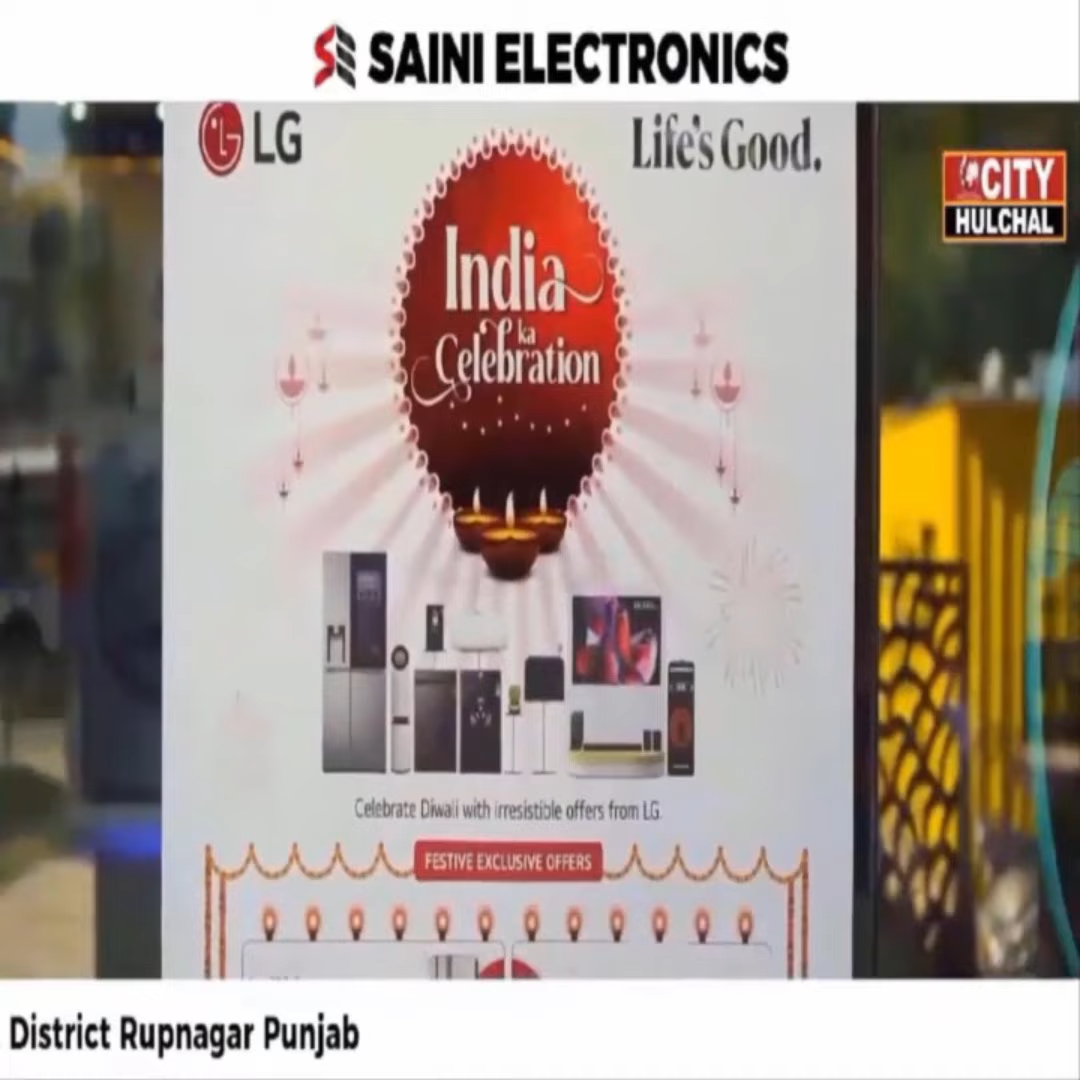 SAINI ELECTRONICS
LG
Life's Good.
CITY
HULCHAL
India
ka
Celebration
Celebrate Diwali with irresistible offers from LG.
FESTIVE EXCLUSIVE OFFERS
District Rupnagar Punjab